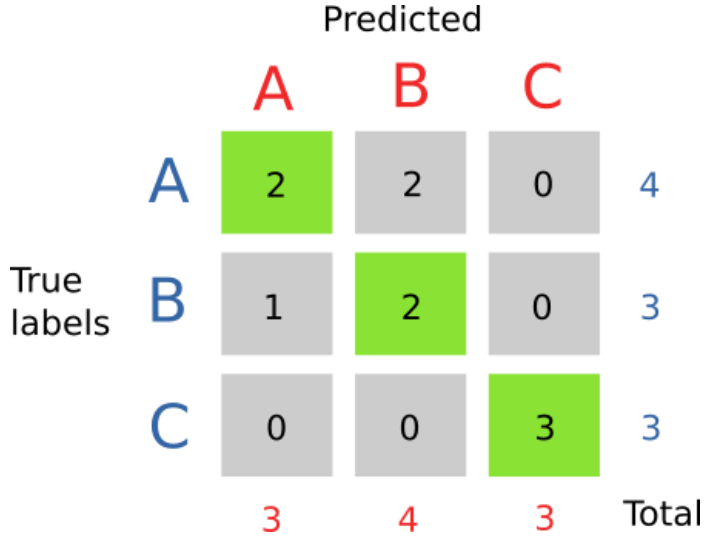 Predicted
A B C
A 2 2 0 4
True
labels
B 1 2 0 3
C 0 0 3 3
3 4 3 Total